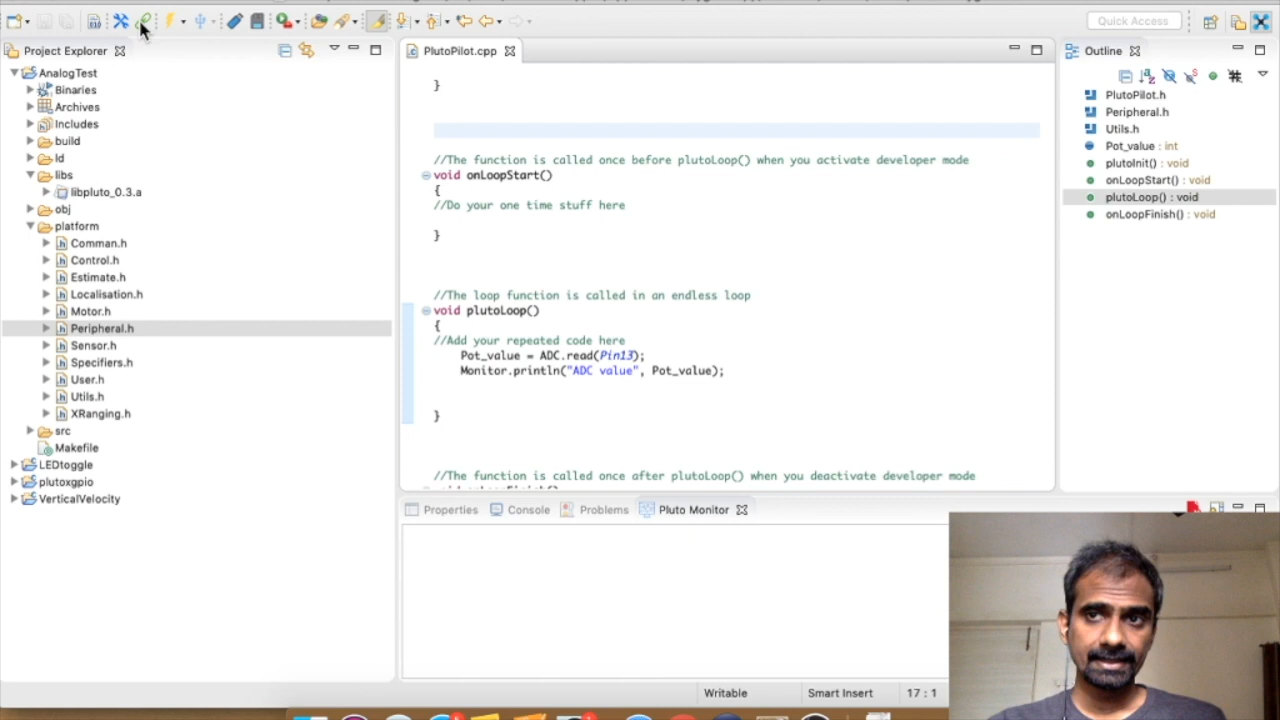 Quick Access
Project Explorer
AnalogTest
Binaries
Archives
Includes
build
ld
libs
libpluto_0.3.a
obj
platform
Comman.h
Control.h
Estimate.h
Localisation.h
Motor.h
Peripheral.h
Sensor.h
Specifiers.h
User.h
Utils.h
XRanging.h
src
Makefile
LEDtoggle
plutoxgpio
VerticalVelocity
PlutoPilot.cpp
}
//The function is called once before plutoLoop() when you activate developer mode
void onLoopStart()
{
//Do your one time stuff here
}
//The loop function is called in an endless loop
void plutoLoop()
{
//Add your repeated code here
Pot_value = ADC.read(Pin13);
Monitor.println("ADC value", Pot_value);
}
//The function is called once after plutoLoop() when you deactivate developer mode
Outline
PlutoPilot.h
Peripheral.h
Utils.h
Pot_value : int
plutoInit() : void
onLoopStart() : void
plutoLoop() : void
onLoopFinish() : void
Properties
Console
Problems
Pluto Monitor
Writable
Smart Insert
17 : 1